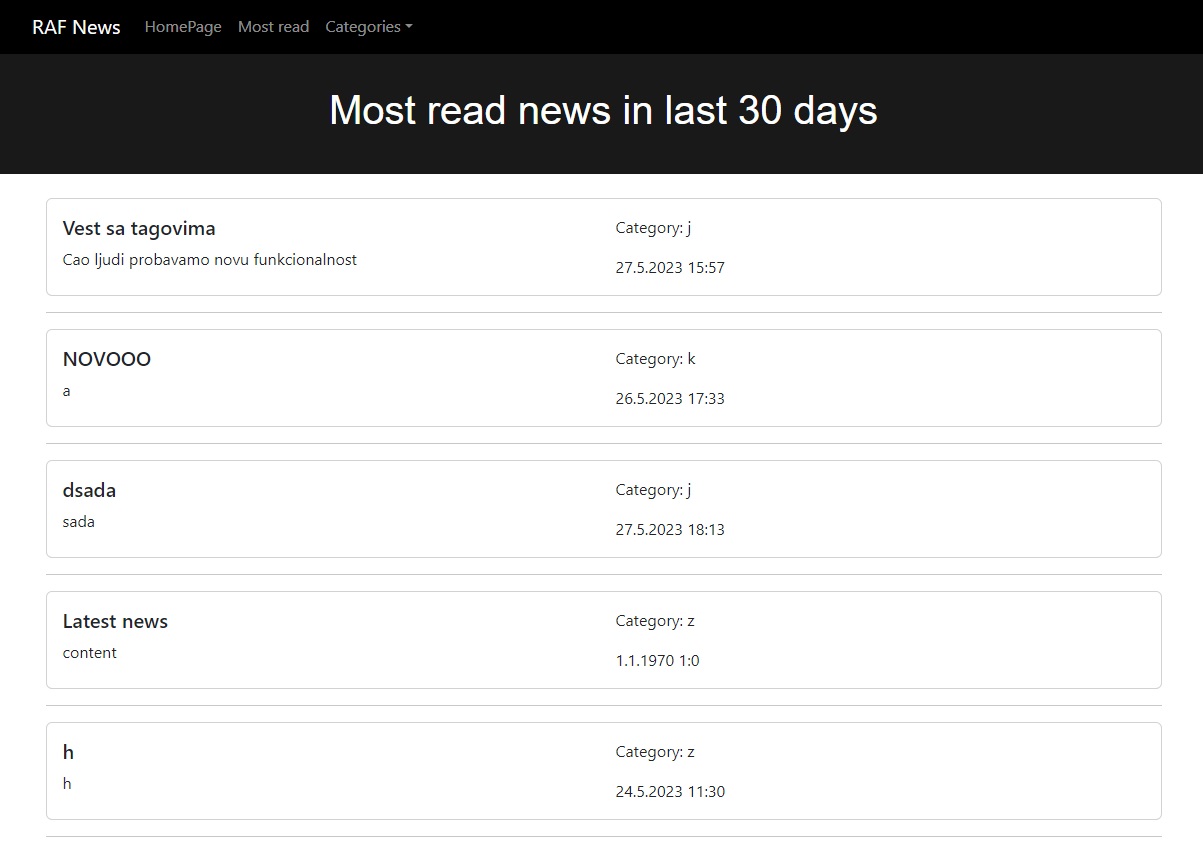 RAF News HomePage Most read Categories
Most read news in last 30 days
Vest sa tagovima
Cao ljudi probavamo novu funkcionalnost
Category: j
27.5.2023 15:57
NOVOOO
a
Category: k
26.5.2023 17:33
dsada
sada
Category: j
27.5.2023 18:13
Latest news
content
Category: z
1.1.1970 1:0
h
h
Category: z
24.5.2023 11:30